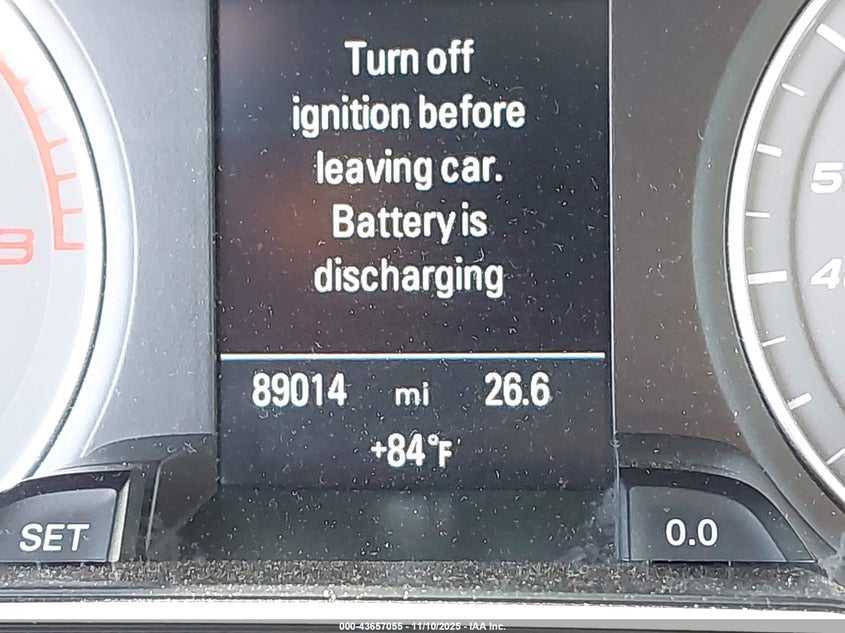 Turn off
ignition before
leaving car.
Battery is
discharging
89014 mi 26.6
+84°F
SET
0.0
8
000-43657055 - 11/10/2025 - IAA Inc.